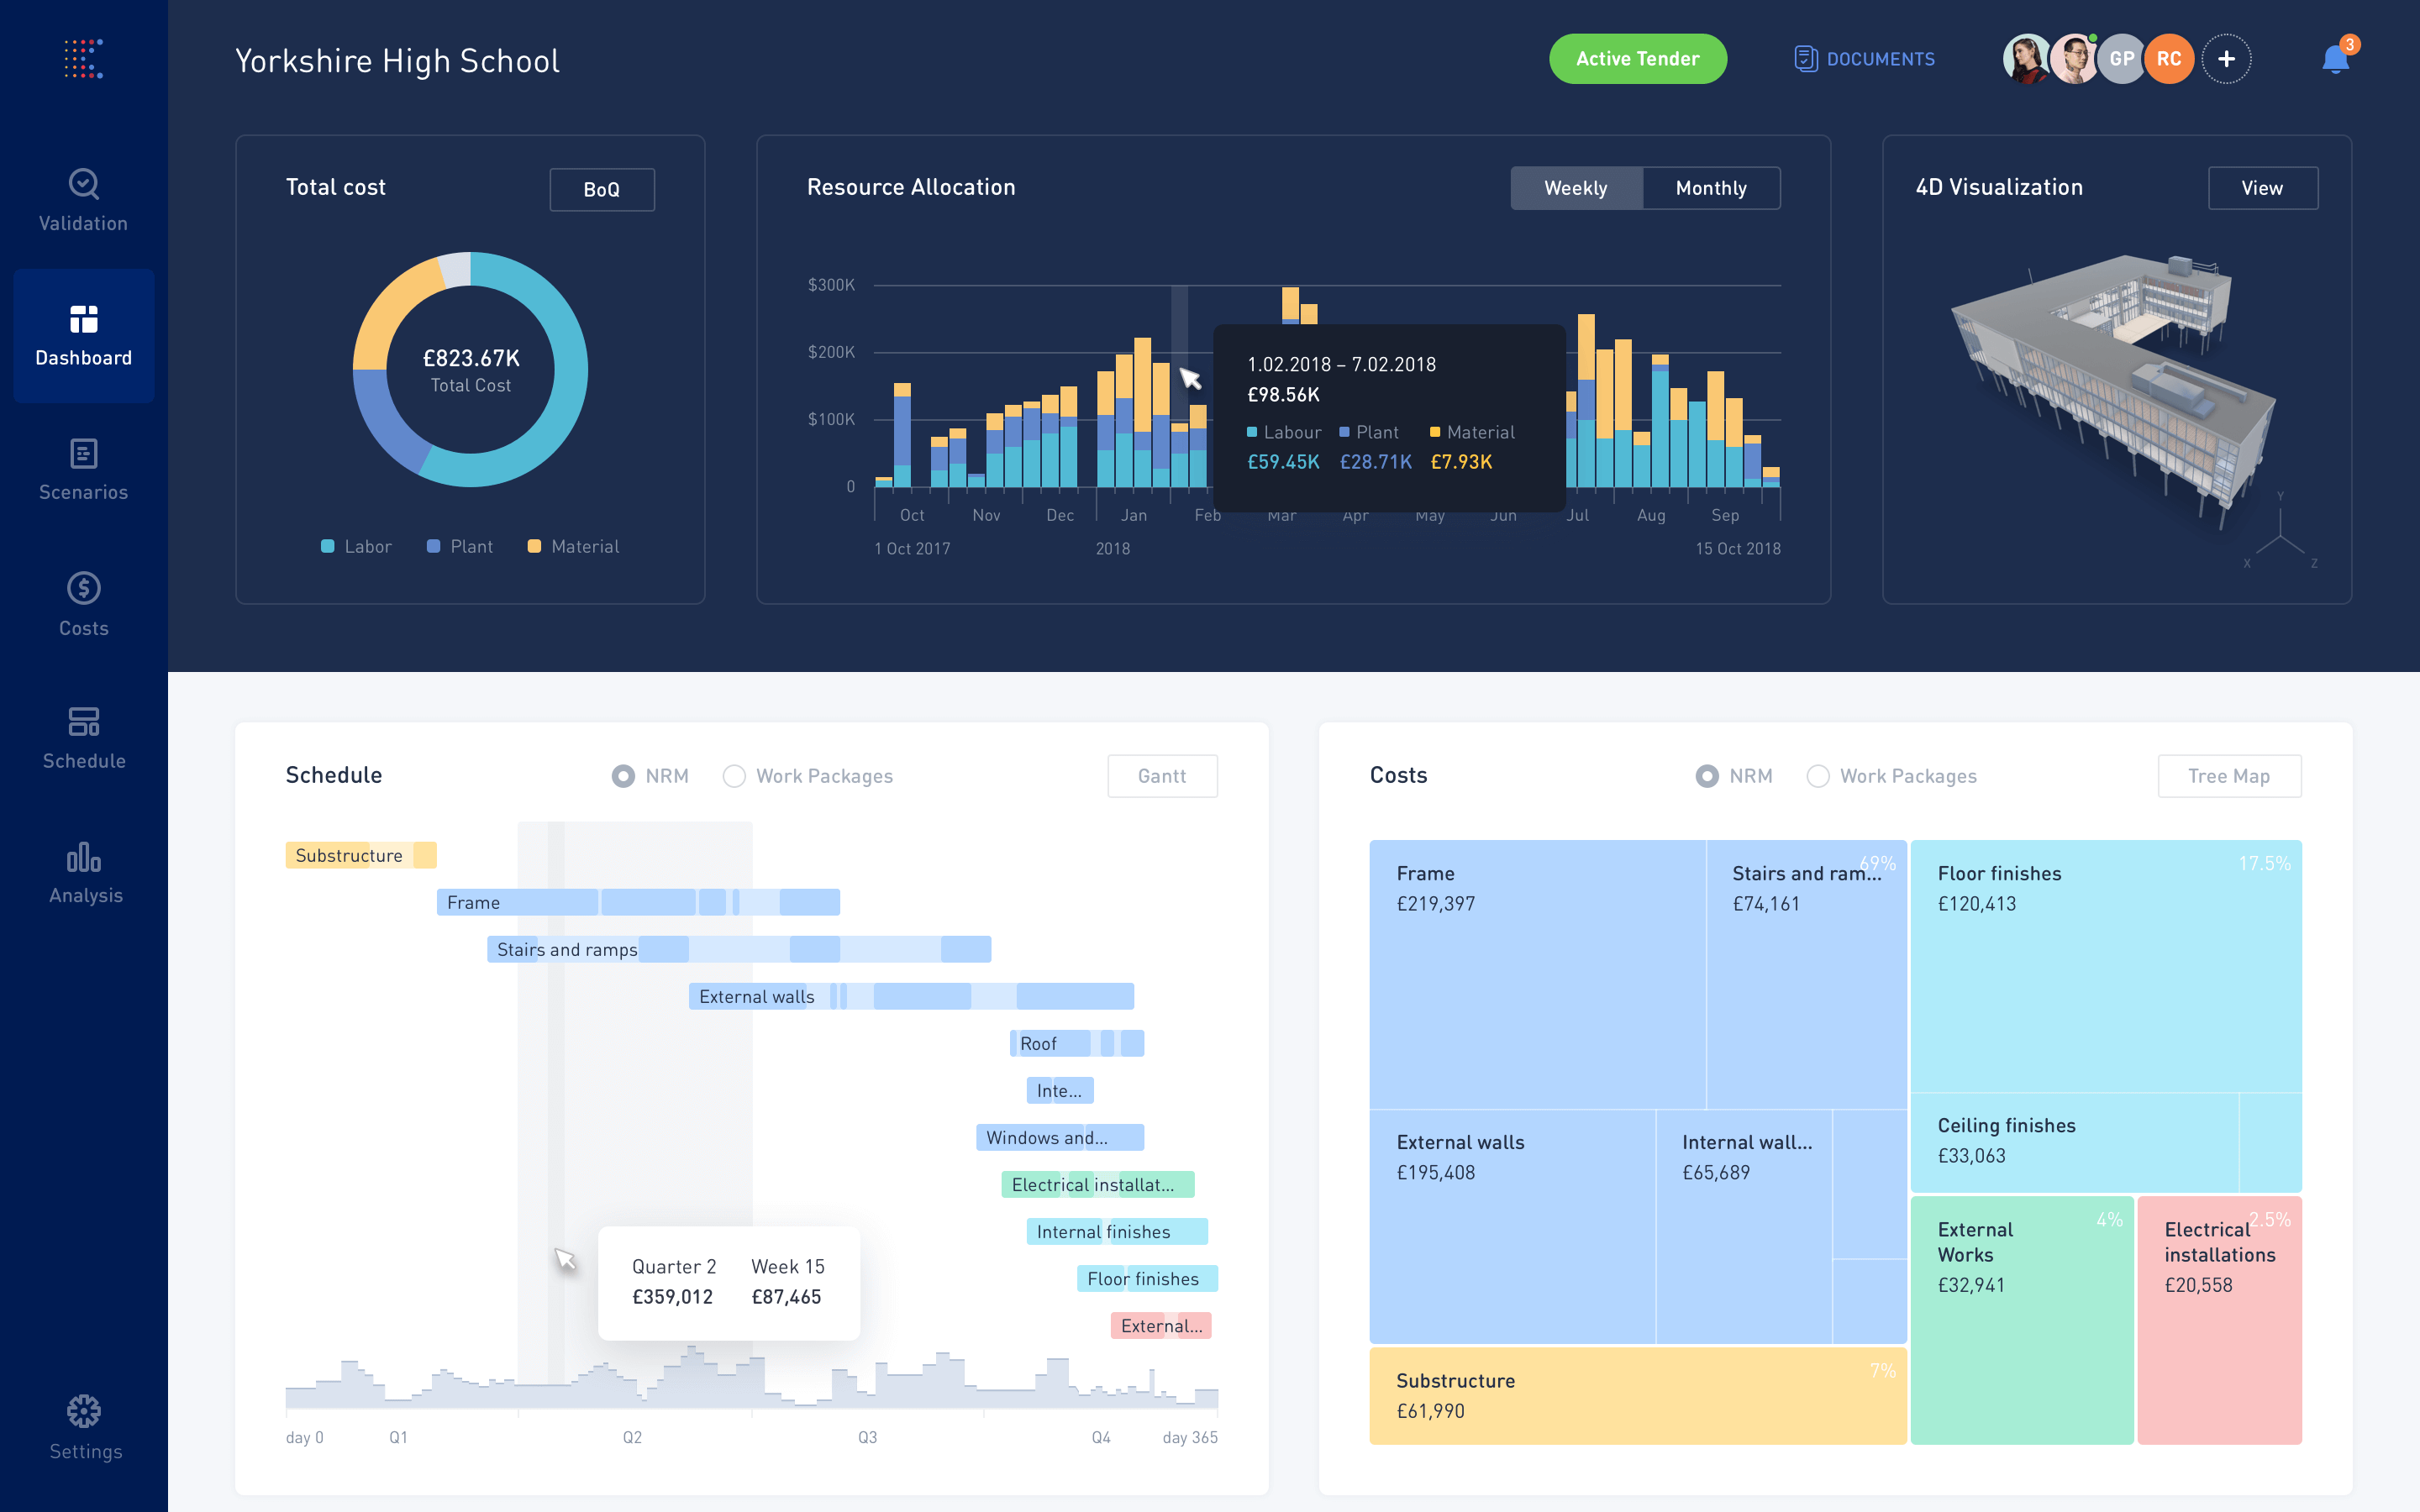 Yorkshire High School
Active Tender
DOCUMENTS
GP
RC
3
Validation
Dashboard
Scenarios
Costs
Schedule
Analysis
Settings
Total cost
BoQ
£823.67K
Total Cost
Labor
Plant
Material
Resource Allocation
Weekly
Monthly
$300K
$200K
$100K
0
1.02.2018 – 7.02.2018
£98.56K
Labour Plant Material
£59.45K £28.71K £7.93K
Oct Nov Dec Jan Feb Mar Apr May Jun Jul Aug Sep
1 Oct 2017 2018 15 Oct 2018
4D Visualization
View
Y
X Z
Schedule
NRM
Work Packages
Gantt
Substructure
Frame
Stairs and ramps
External walls
Roof
Inte...
Windows and...
Electrical installat...
Internal finishes
Floor finishes
External...
Quarter 2 Week 15
£359,012 £87,465
day 0 Q1 Q2 Q3 Q4 day 365
Costs
NRM
Work Packages
Tree Map
69%
Frame
£219,397
Stairs and ram...
£74,161
External walls
£195,408
Internal wall...
£65,689
17.5%
Floor finishes
£120,413
Ceiling finishes
£33,063
4%
External
Works
£32,941
2.5%
Electrical
installations
£20,558
7%
Substructure
£61,990